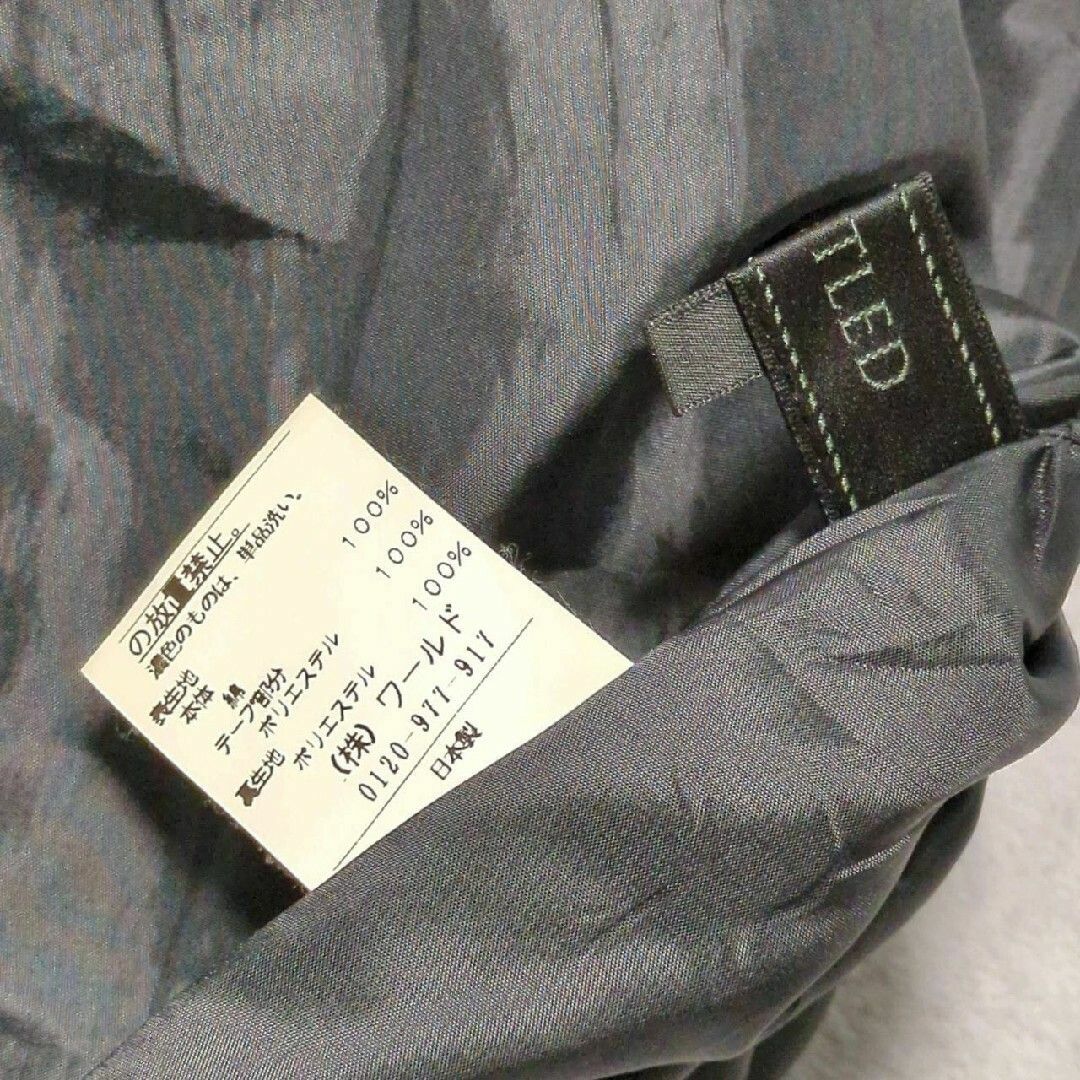 の放置禁止。
濃色のものは、単品洗い。
表生地
本体 綿 100%
テープ部分
ポリエステル 100%
裏生地 ポリエステル 100%
(株) ワールド
0120-977-917
日本製
TLED